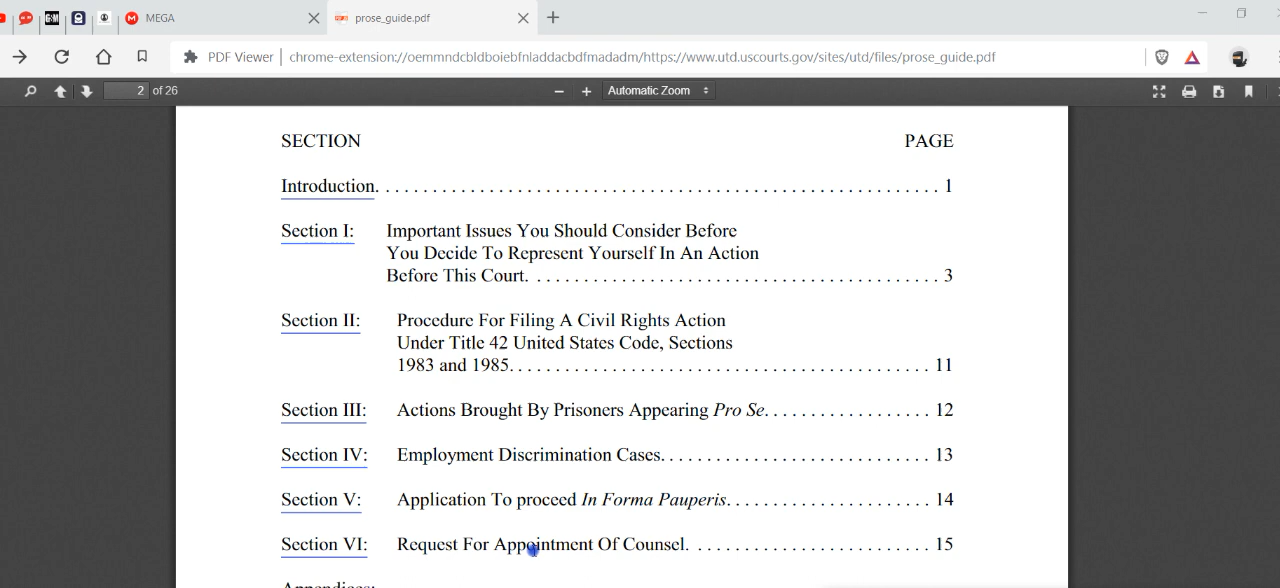 MEGA
prose_guide.pdf
PDF Viewer chrome-extension://oemmndcbldboiebfnladdacbdfmadadm/https://www.utd.uscourts.gov/sites/utd/files/prose_guide.pdf
2 of 26 Automatic Zoom
SECTION PAGE
Introduction. . . . . . . . . . . . . . . . . . . . . . . . . . . . . . . . . . . . . . . . . . . . . . . . . . . . . . . . . . . . 1
Section I: Important Issues You Should Consider Before
You Decide To Represent Yourself In An Action
Before This Court. . . . . . . . . . . . . . . . . . . . . . . . . . . . . . . . . . . . . . . . . . . . 3
Section II: Procedure For Filing A Civil Rights Action
Under Title 42 United States Code, Sections
1983 and 1985. . . . . . . . . . . . . . . . . . . . . . . . . . . . . . . . . . . . . . . . . . . . . 11
Section III: Actions Brought By Prisoners Appearing Pro Se. . . . . . . . . . . . . . . . . . 12
Section IV: Employment Discrimination Cases. . . . . . . . . . . . . . . . . . . . . . . . . . . . . 13
Section V: Application To proceed In Forma Pauperis. . . . . . . . . . . . . . . . . . . . . . 14
Section VI: Request For Appointment Of Counsel. . . . . . . . . . . . . . . . . . . . . . . . . . 15
Appendices: